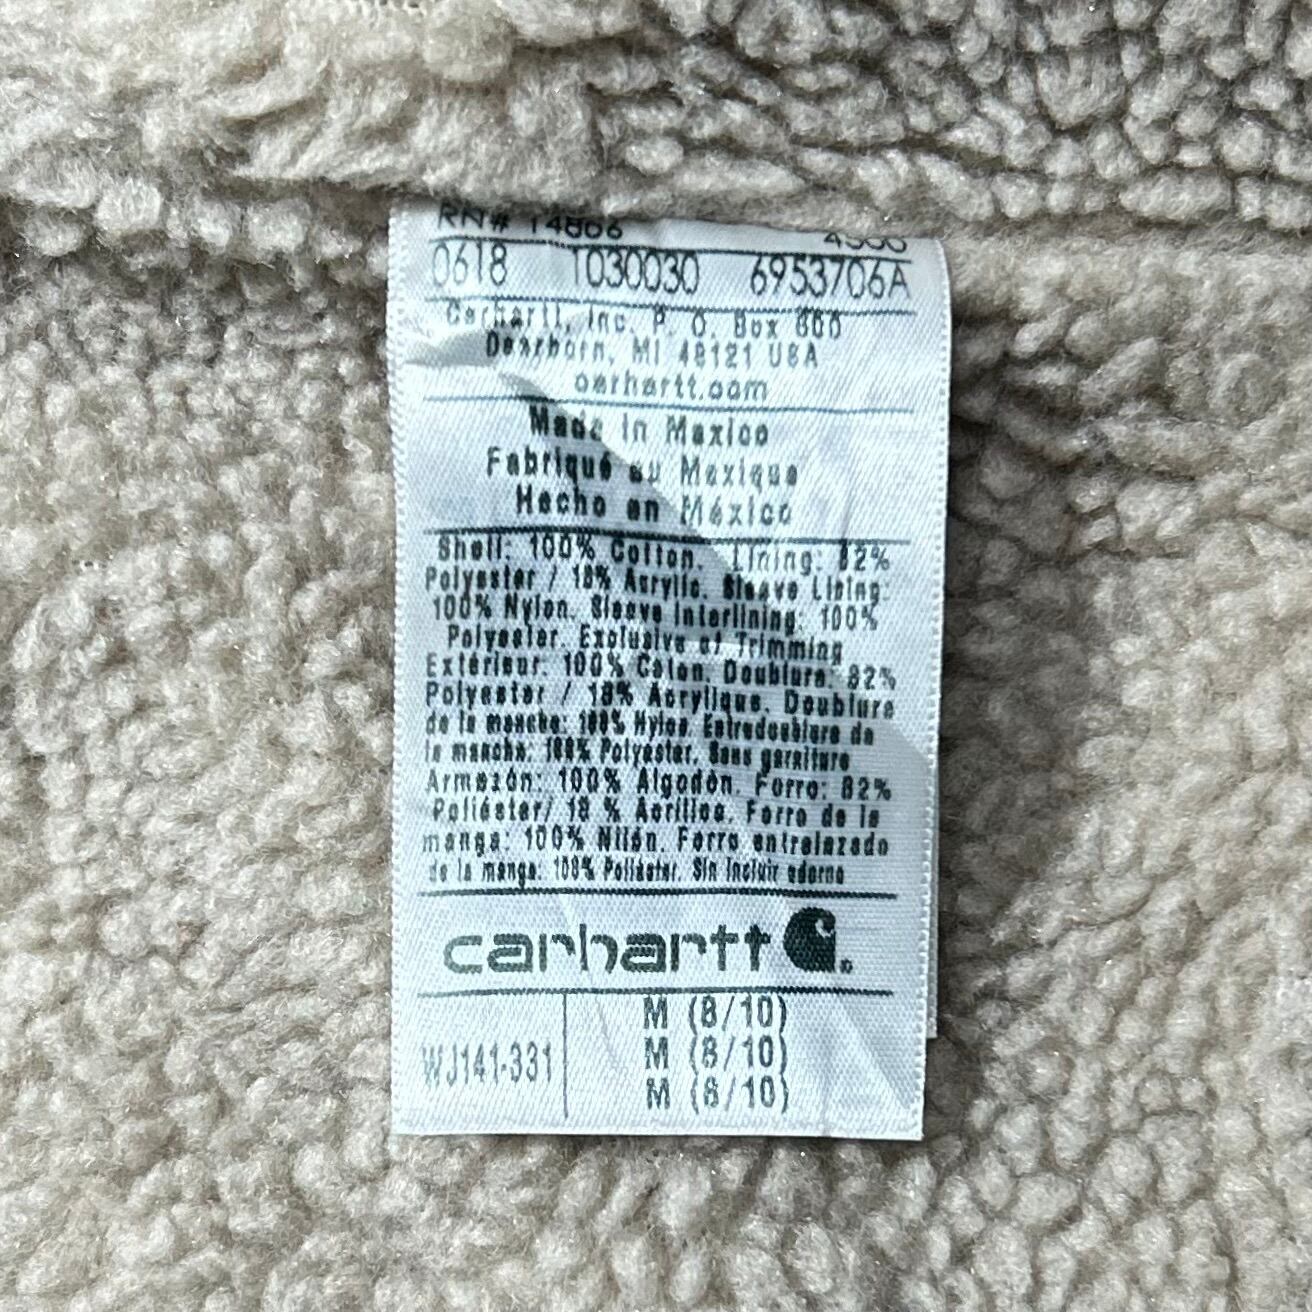 RN# 14806 4500
0618 1030030 6953706A
Carhartt, Inc. P. O. Box 600
Dearborn, MI 48121 USA
carhartt.com
Made in Mexico
Fabriqué au Mexique
Hecho en México
Shell: 100% Cotton. Lining: 82%
Polyester / 18% Acrylic. Sleeve Lining:
100% Nylon. Sleeve Interlining: 100%
Polyester. Exclusive of Trimming
Extérieur: 100% Coton. Doublure: 82%
Polyester / 18% Acrylique. Doublure
de la manche: 100% Nylon. Entredoublure de
la manche: 100% Polyester. Sans garniture
Armazón: 100% Algodón. Forro: 82%
Poliéster/ 18 % Acrílico. Forro de la
manga: 100% Nilón. Forro entrelazado
de la manga: 100% Poliéster. Sin incluir adorno
carhartt
WJ141-331 M (8/10)
M (8/10)
M (8/10)